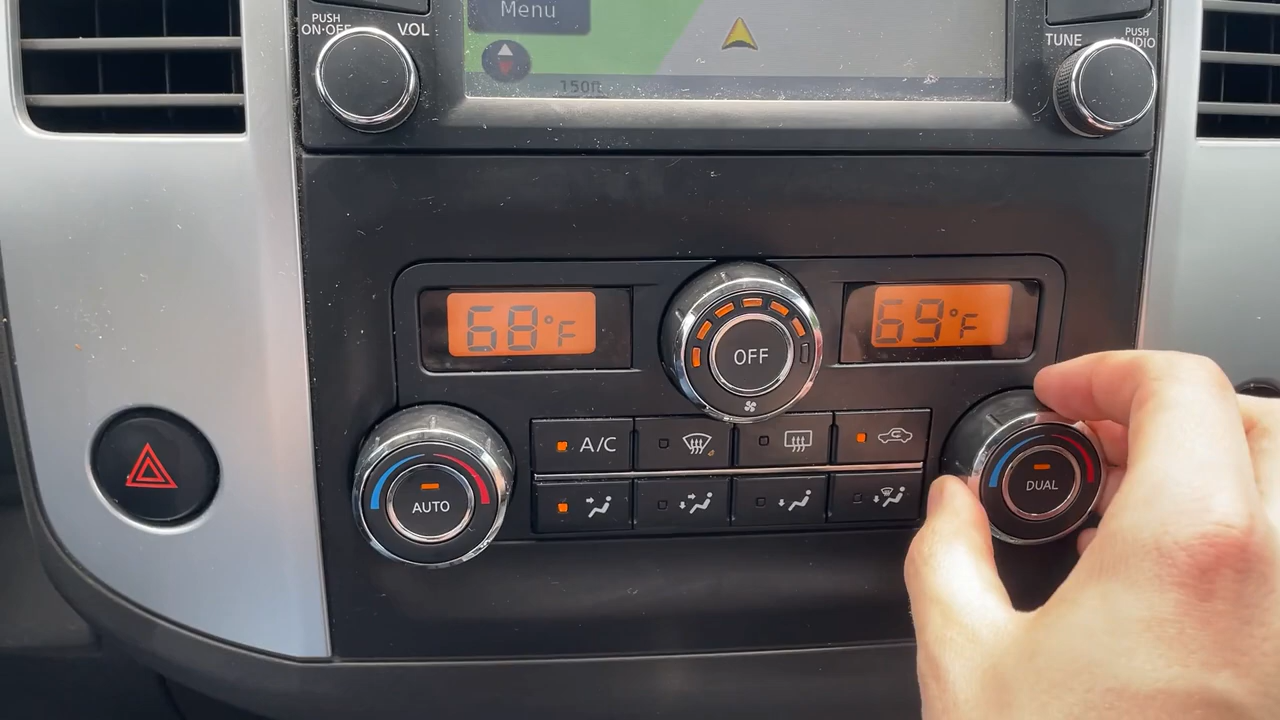 Menu
PUSH
ON·OFF
VOL
TUNE
PUSH
AUDIO
150ft
68°F
OFF
69°F
A/C
AUTO
DUAL